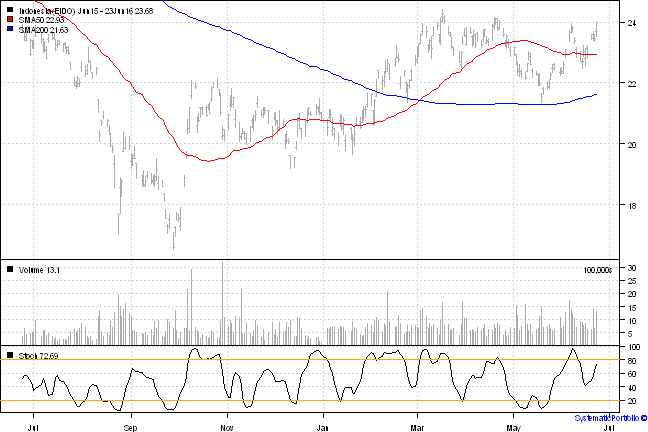 Indonesia(EIDO) Jun15 - 23Jun16 23.68
SMA50 22.93
SMA200 21.63
24
22
20
18
Volume 13.1
100,000s
30
25
20
15
10
5
Stoch 72.69
100
80
60
40
20
Jul Sep Nov Jan Mar May Jul
SystematicPortfolio ©